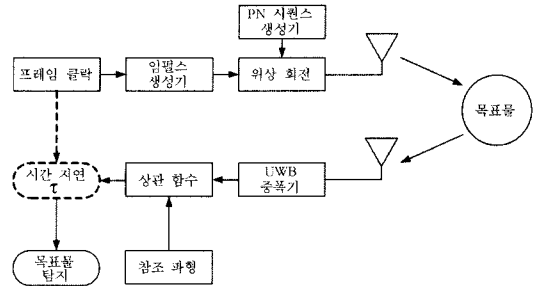 PN 시퀀스
생성기
프레임 클락
임펄스
생성기
위상 회전
목표물
시간 지연
τ
상관 함수
UWB
증폭기
목표물
탐지
참조 파형